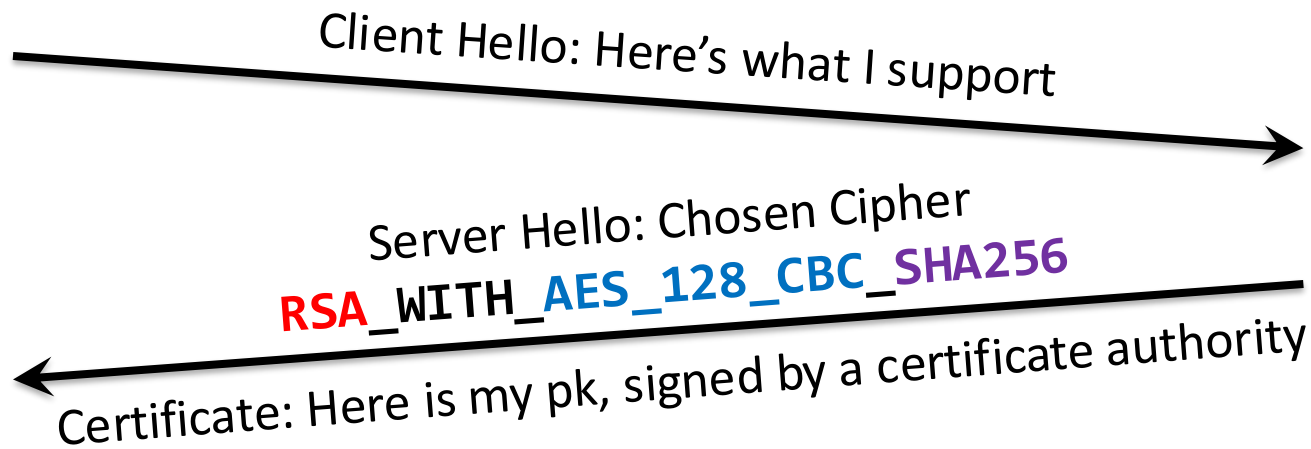 Client Hello: Here’s what I support
Server Hello: Chosen Cipher
RSA_WITH_AES_128_CBC_SHA256
Certificate: Here is my pk, signed by a certificate authority